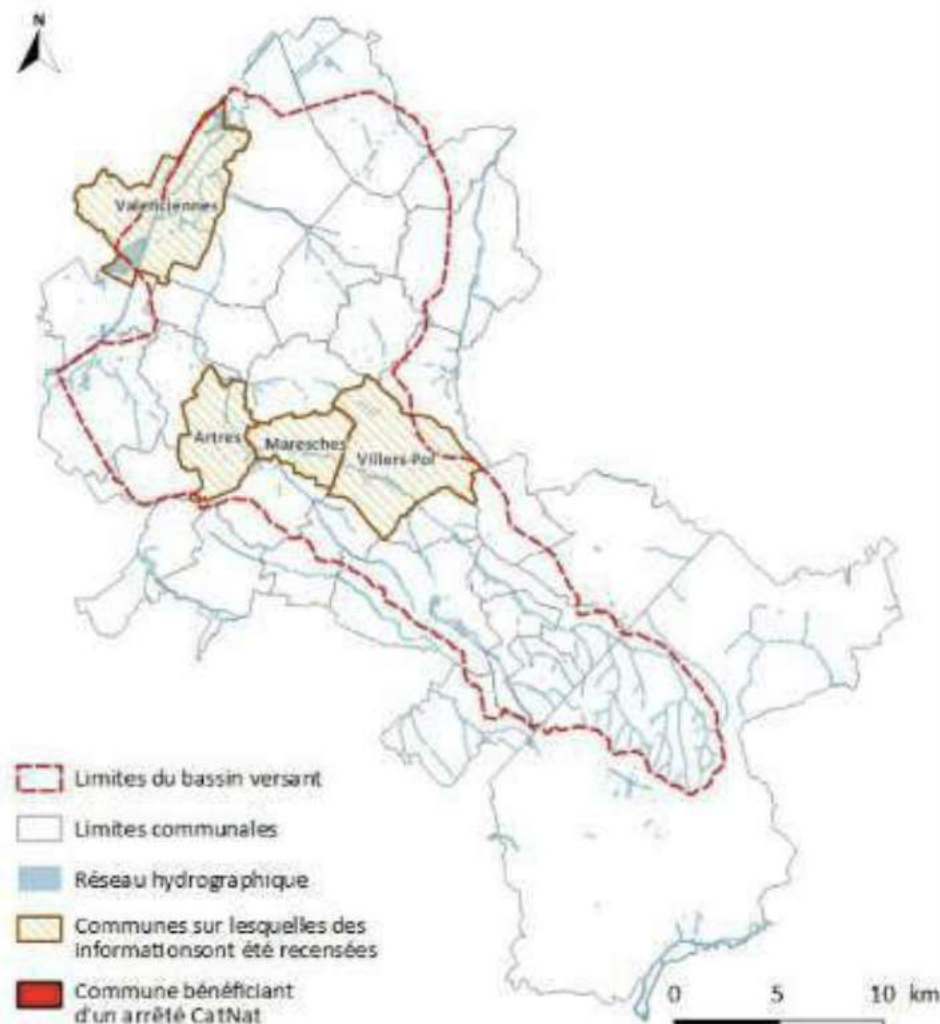 N
Valenciennes
Artres
Maresches
Villers-Pol
Limites du bassin versant
Limites communales
Réseau hydrographique
Communes sur lesquelles des
informationsont été recensées
Commune bénéficiant
d'un arrêté CatNat
0 5 10 km